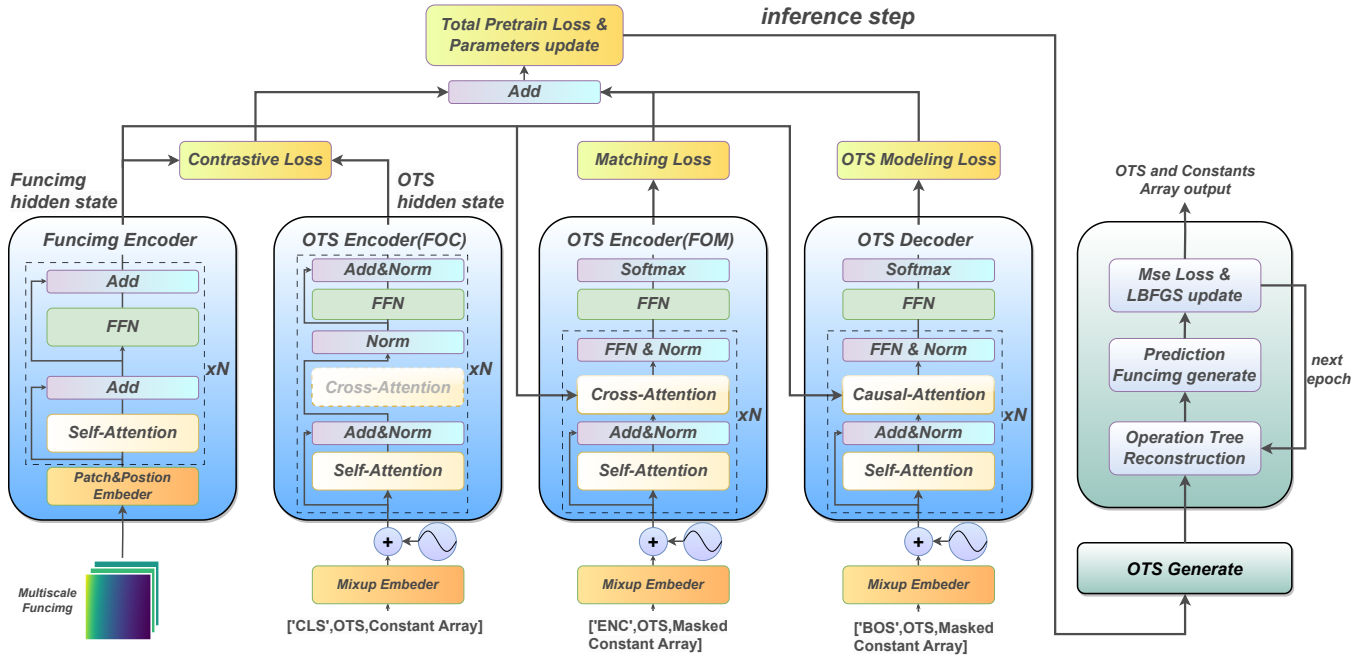 Total Pretrain Loss &
Parameters update
inference step
Add
Contrastive Loss
Matching Loss
OTS Modeling Loss
Funcimg
hidden state
OTS
hidden state
OTS and Constants
Array output
Funcimg Encoder
Add
FFN
Add
xN
Self-Attention
Patch&Postion
Embeder
Multiscale
Funcimg
OTS Encoder(FOC)
Add&Norm
FFN
Norm
xN
Cross-Attention
Add&Norm
Self-Attention
+
Mixup Embeder
['CLS',OTS,Constant Array]
OTS Encoder(FOM)
Softmax
FFN
FFN & Norm
Cross-Attention
xN
Add&Norm
Self-Attention
+
Mixup Embeder
['ENC',OTS,Masked
Constant Array]
OTS Decoder
Softmax
FFN
FFN & Norm
Causal-Attention
xN
Add&Norm
Self-Attention
+
Mixup Embeder
['BOS',OTS,Masked
Constant Array]
Mse Loss &
LBFGS update
Prediction
Funcimg generate
next
epoch
Operation Tree
Reconstruction
OTS Generate